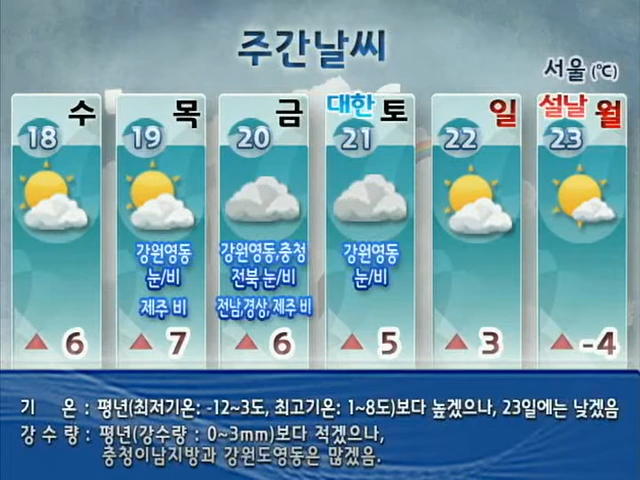 주간날씨
서울 (℃)
18 수
19 목
20 금
대한 토
21
22 일
설날 월
23
강원영동
눈/비
제주 비
강원영동,충청
전북 눈/비
전남,경상,제주 비
강원영동
눈/비
▲ 6
▲ 7
▲ 6
▲ 5
▲ 3
▲ -4
기 온 : 평년(최저기온: -12~3도, 최고기온: 1~8도)보다 높겠으나, 23일에는 낮겠음
강 수 량 : 평년(강수량 : 0~3mm)보다 적겠으나,
충청이남지방과 강원도영동은 많겠음.